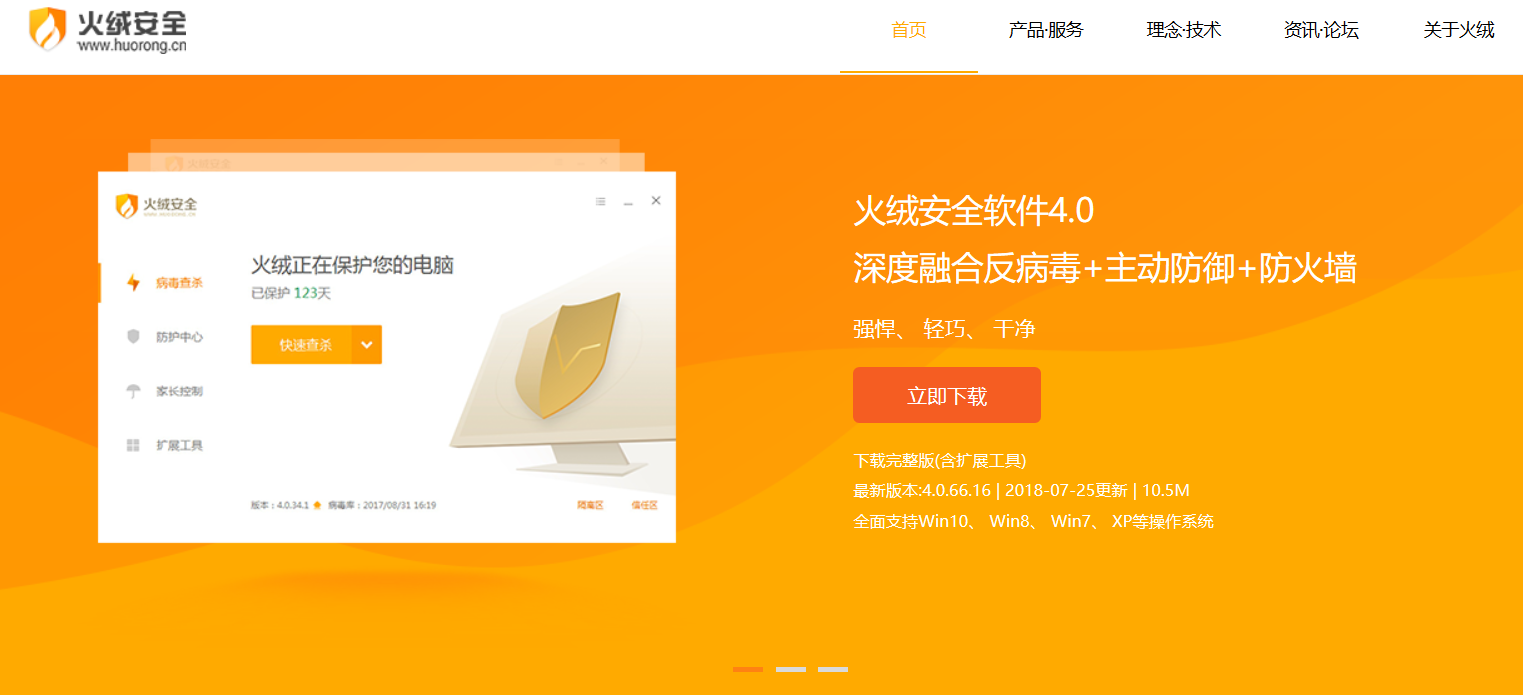 火绒安全
www.huorong.cn
首页
产品·服务
理念·技术
资讯·论坛
关于火绒
火绒安全
火绒安全
火绒正在保护您的电脑
已保护 123天
病毒查杀
快速查杀
防护中心
家长控制
扩展工具
版本：4.0.34.1 病毒库：2017/08/31 16:19
隔离区
信任区
火绒安全软件4.0
深度融合反病毒+主动防御+防火墙
强悍、 轻巧、 干净
立即下载
下载完整版(含扩展工具)
最新版本:4.0.66.16 | 2018-07-25更新 | 10.5M
全面支持Win10、 Win8、 Win7、 XP等操作系统